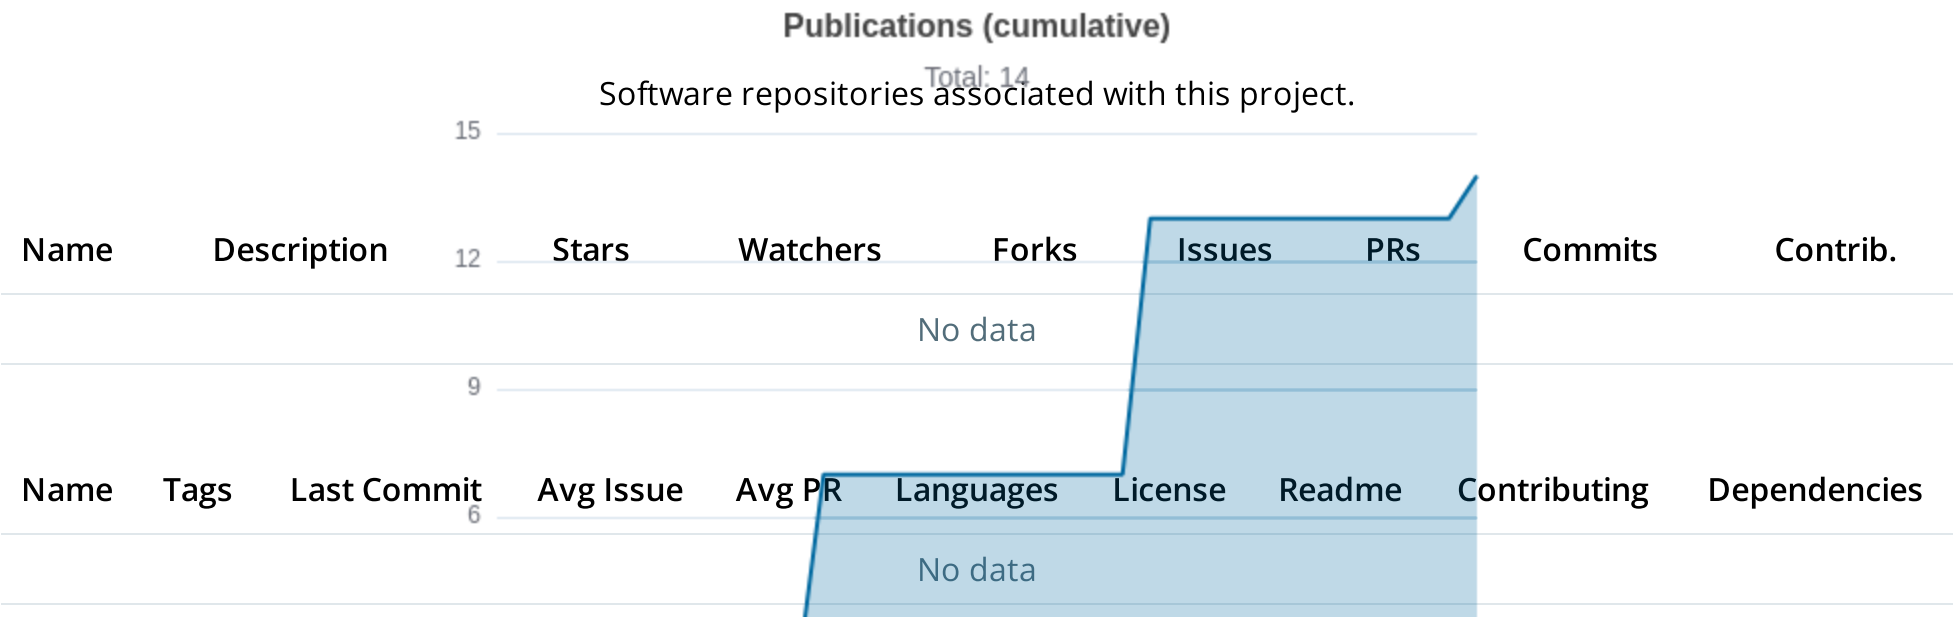 Publications (cumulative)
Total: 14
Software repositories associated with this project.
15
Name Description Stars Watchers Forks Issues PRs Commits Contrib.
12
No data
9
Name Tags Last Commit Avg Issue Avg PR Languages License Readme Contributing Dependencies
6
No data